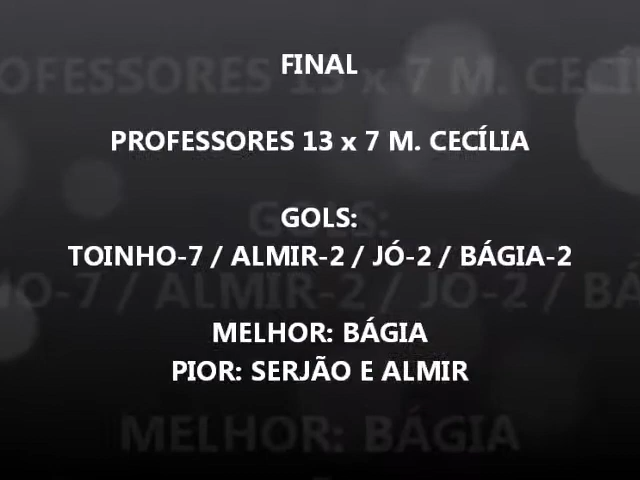 FINAL
PROFESSORES 13 x 7 M. CECÍLIA
GOLS:
TOINHO-7 / ALMIR-2 / JÓ-2 / BÁGIA-2
MELHOR: BÁGIA
PIOR: SERJÃO E ALMIR